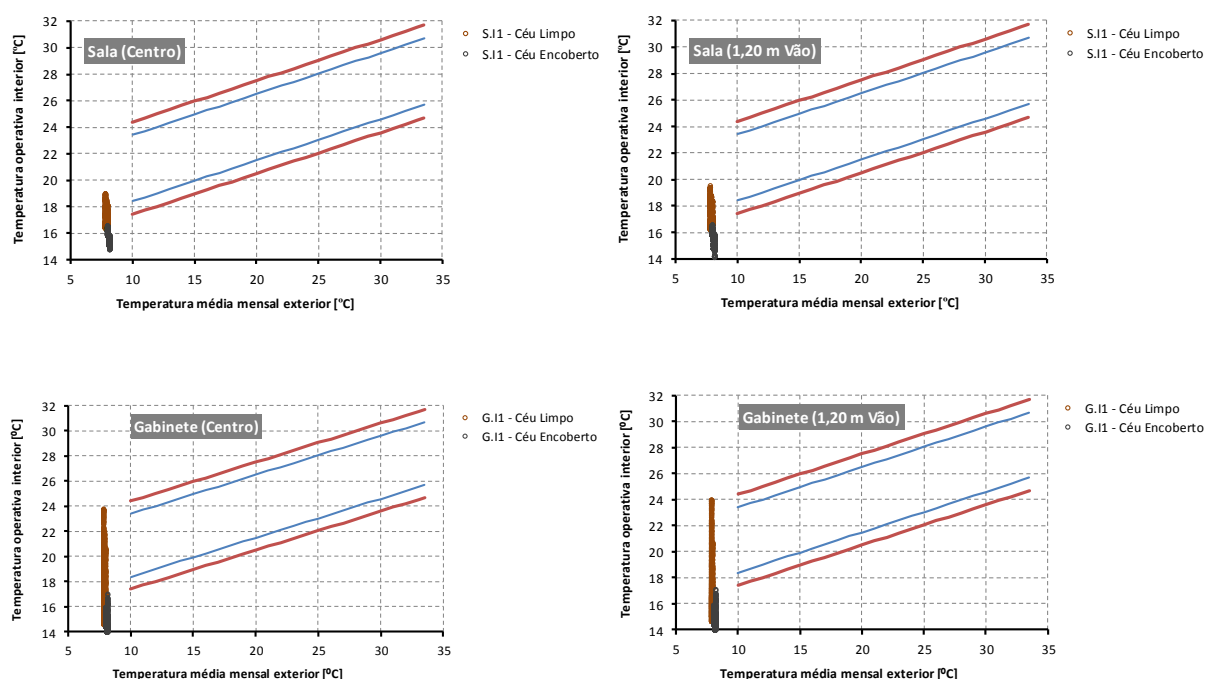 Temperatura operativa interior [°C]
32
30
28
26
24
22
20
18
16
14
Sala (Centro)
S.I1 - Céu Limpo
S.I1 - Céu Encoberto
5 10 15 20 25 30 35
Temperatura média mensal exterior [°C]
Temperatura operativa interior [°C]
32
30
28
26
24
22
20
18
16
14
Sala (1,20 m Vão)
S.I1 - Céu Limpo
S.I1 - Céu Encoberto
5 10 15 20 25 30 35
Temperatura média mensal exterior [°C]
Temperatura operativa interior [ºC]
32
30
28
26
24
22
20
18
16
14
Gabinete (Centro)
G.I1 - Céu Limpo
G.I1 - Céu Encoberto
5 10 15 20 25 30 35
Temperatura média mensal exterior [ºC]
Temperatura operativa interior [ºC]
32
30
28
26
24
22
20
18
16
14
Gabinete (1,20 m Vão)
G.I1 - Céu Limpo
G.I1 - Céu Encoberto
5 10 15 20 25 30 35
Temperatura média mensal exterior [ºC]